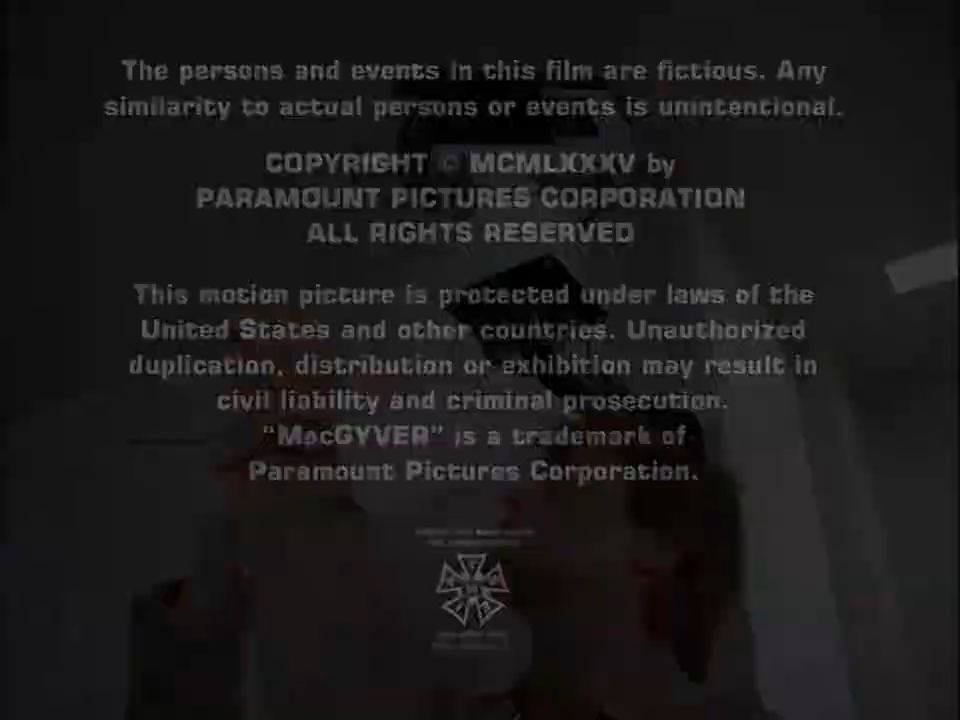 The persons and events in this film are fictious. Any
similarity to actual persons or events is unintentional.
COPYRIGHT © MCMLXXXV by
PARAMOUNT PICTURES CORPORATION
ALL RIGHTS RESERVED
This motion picture is protected under laws of the
United States and other countries. Unauthorized
duplication, distribution or exhibition may result in
civil liability and criminal prosecution.
"MacGYVER" is a trademark of
Paramount Pictures Corporation.